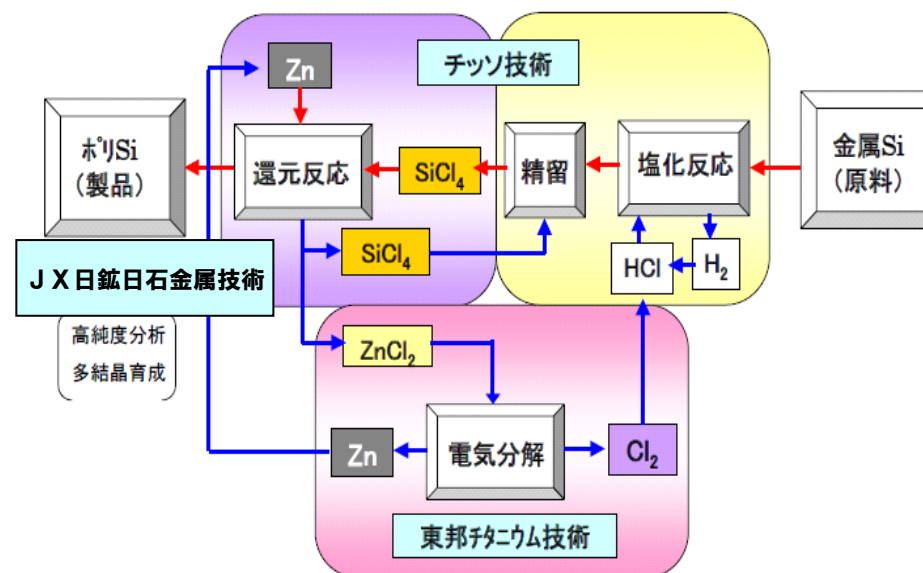 チッソ技術
Zn
ポリSi
(製品)
還元反応
SiCl4
精留
塩化反応
金属Si
(原料)
SiCl4
HCl
H2
JX日鉱日石金属技術
高純度分析
多結晶育成
ZnCl2
Zn
電気分解
Cl2
東邦チタニウム技術